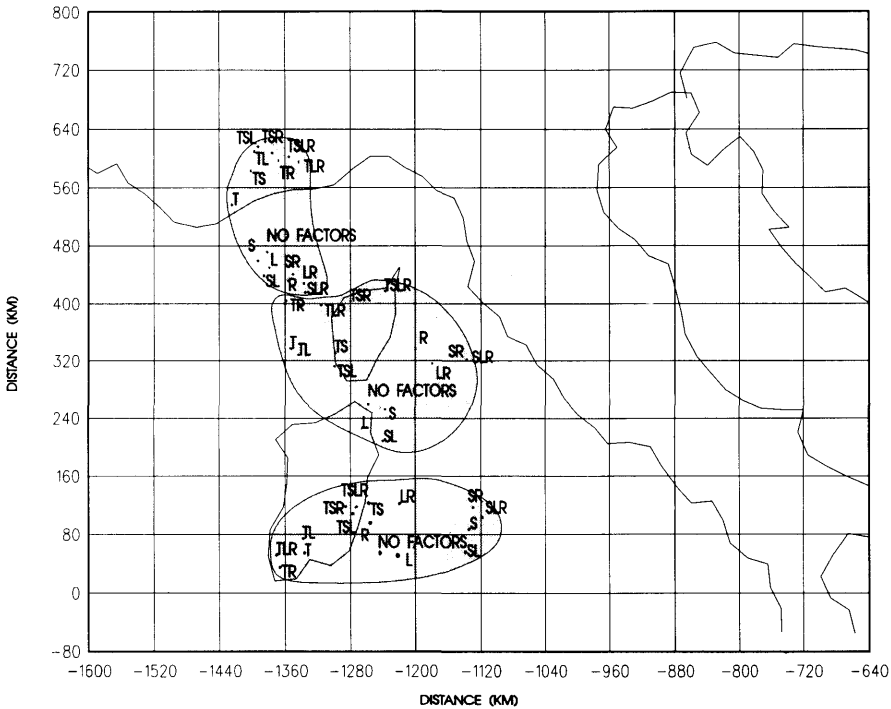 800
720
640
560
480
400
320
240
160
80
0
-80
DISTANCE (KM)
TSL TSR
TSLR
TL TLR
TS TR
T
NO FACTORS
S
L SR
LR
SL R SLR
TR TLR TSR TSLR
T TL TS
TSL
R
SR SLR
LR
NO FACTORS
L S
SL
TSLR LR SR
TSR TS SLR
TSL S
TL R NO FACTORS
TLR T L SL
TR
-1600 -1520 -1440 -1360 -1280 -1200 -1120 -1040 -960 -880 -800 -720 -640
DISTANCE (KM)